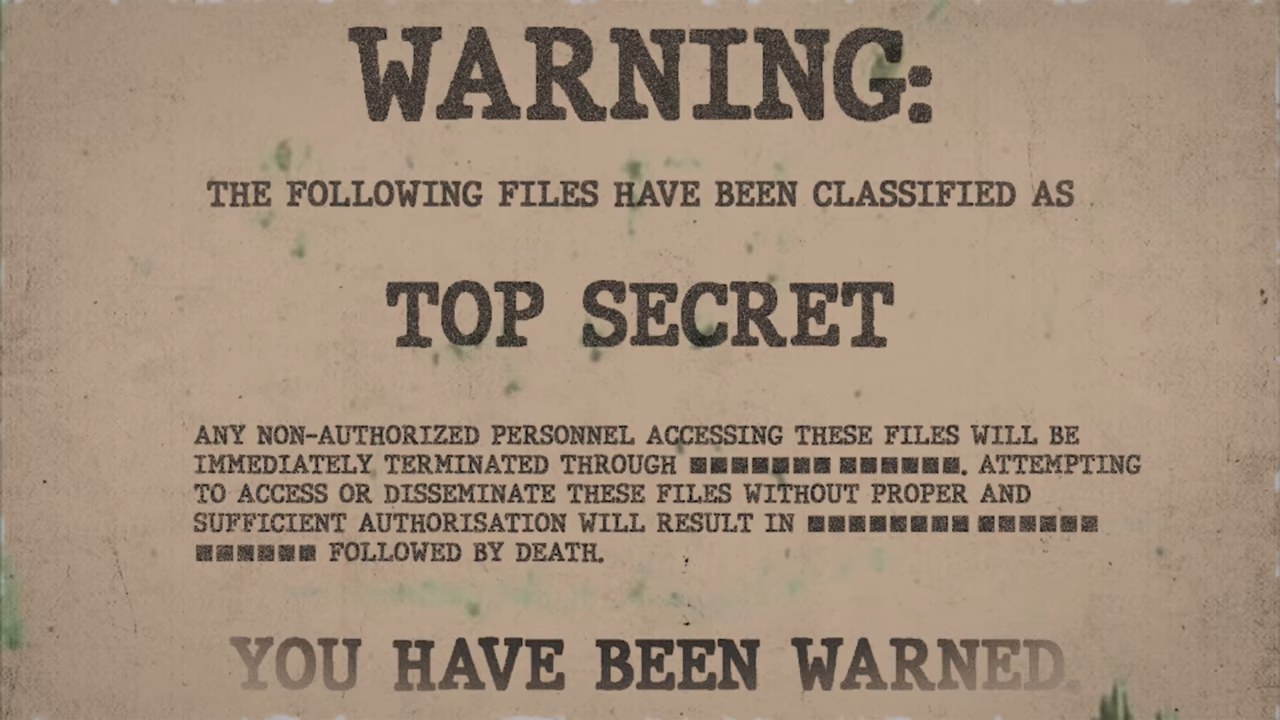 WARNING:
THE FOLLOWING FILES HAVE BEEN CLASSIFIED AS
TOP SECRET
ANY NON-AUTHORIZED PERSONNEL ACCESSING THESE FILES WILL BE
IMMEDIATELY TERMINATED THROUGH ■■■■■■■ ■■■■■■. ATTEMPTING
TO ACCESS OR DISSEMINATE THESE FILES WITHOUT PROPER AND
SUFFICIENT AUTHORISATION WILL RESULT IN ■■■■■■■■ ■■■■■■
■■■■■■ FOLLOWED BY DEATH.
YOU HAVE BEEN WARNED.